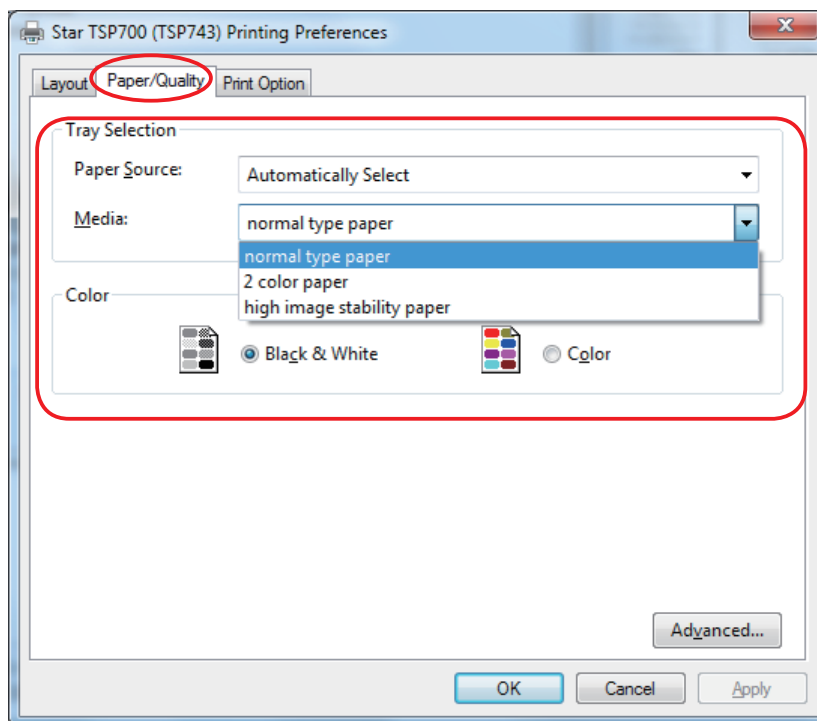 Star TSP700 (TSP743) Printing Preferences
Layout Paper/Quality Print Option
Tray Selection
Paper Source: Automatically Select
Media: normal type paper
normal type paper
2 color paper
high image stability paper
Color
Black & White Color
Advanced...
OK Cancel Apply